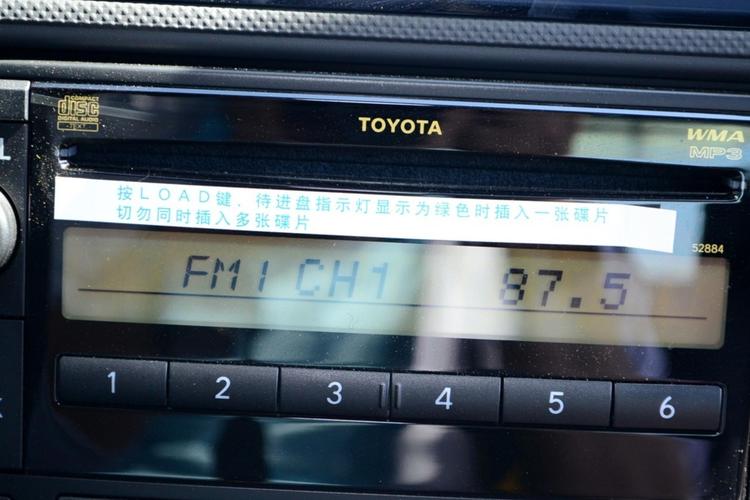 COMPACT
disc
DIGITAL AUDIO
TEXT
TOYOTA
WMA
MP3
L
按LOAD键，待进盘指示灯显示为绿色时插入一张碟片
切勿同时插入多张碟片
52884
FM1 CH1 87.5
1 2 3 4 5 6